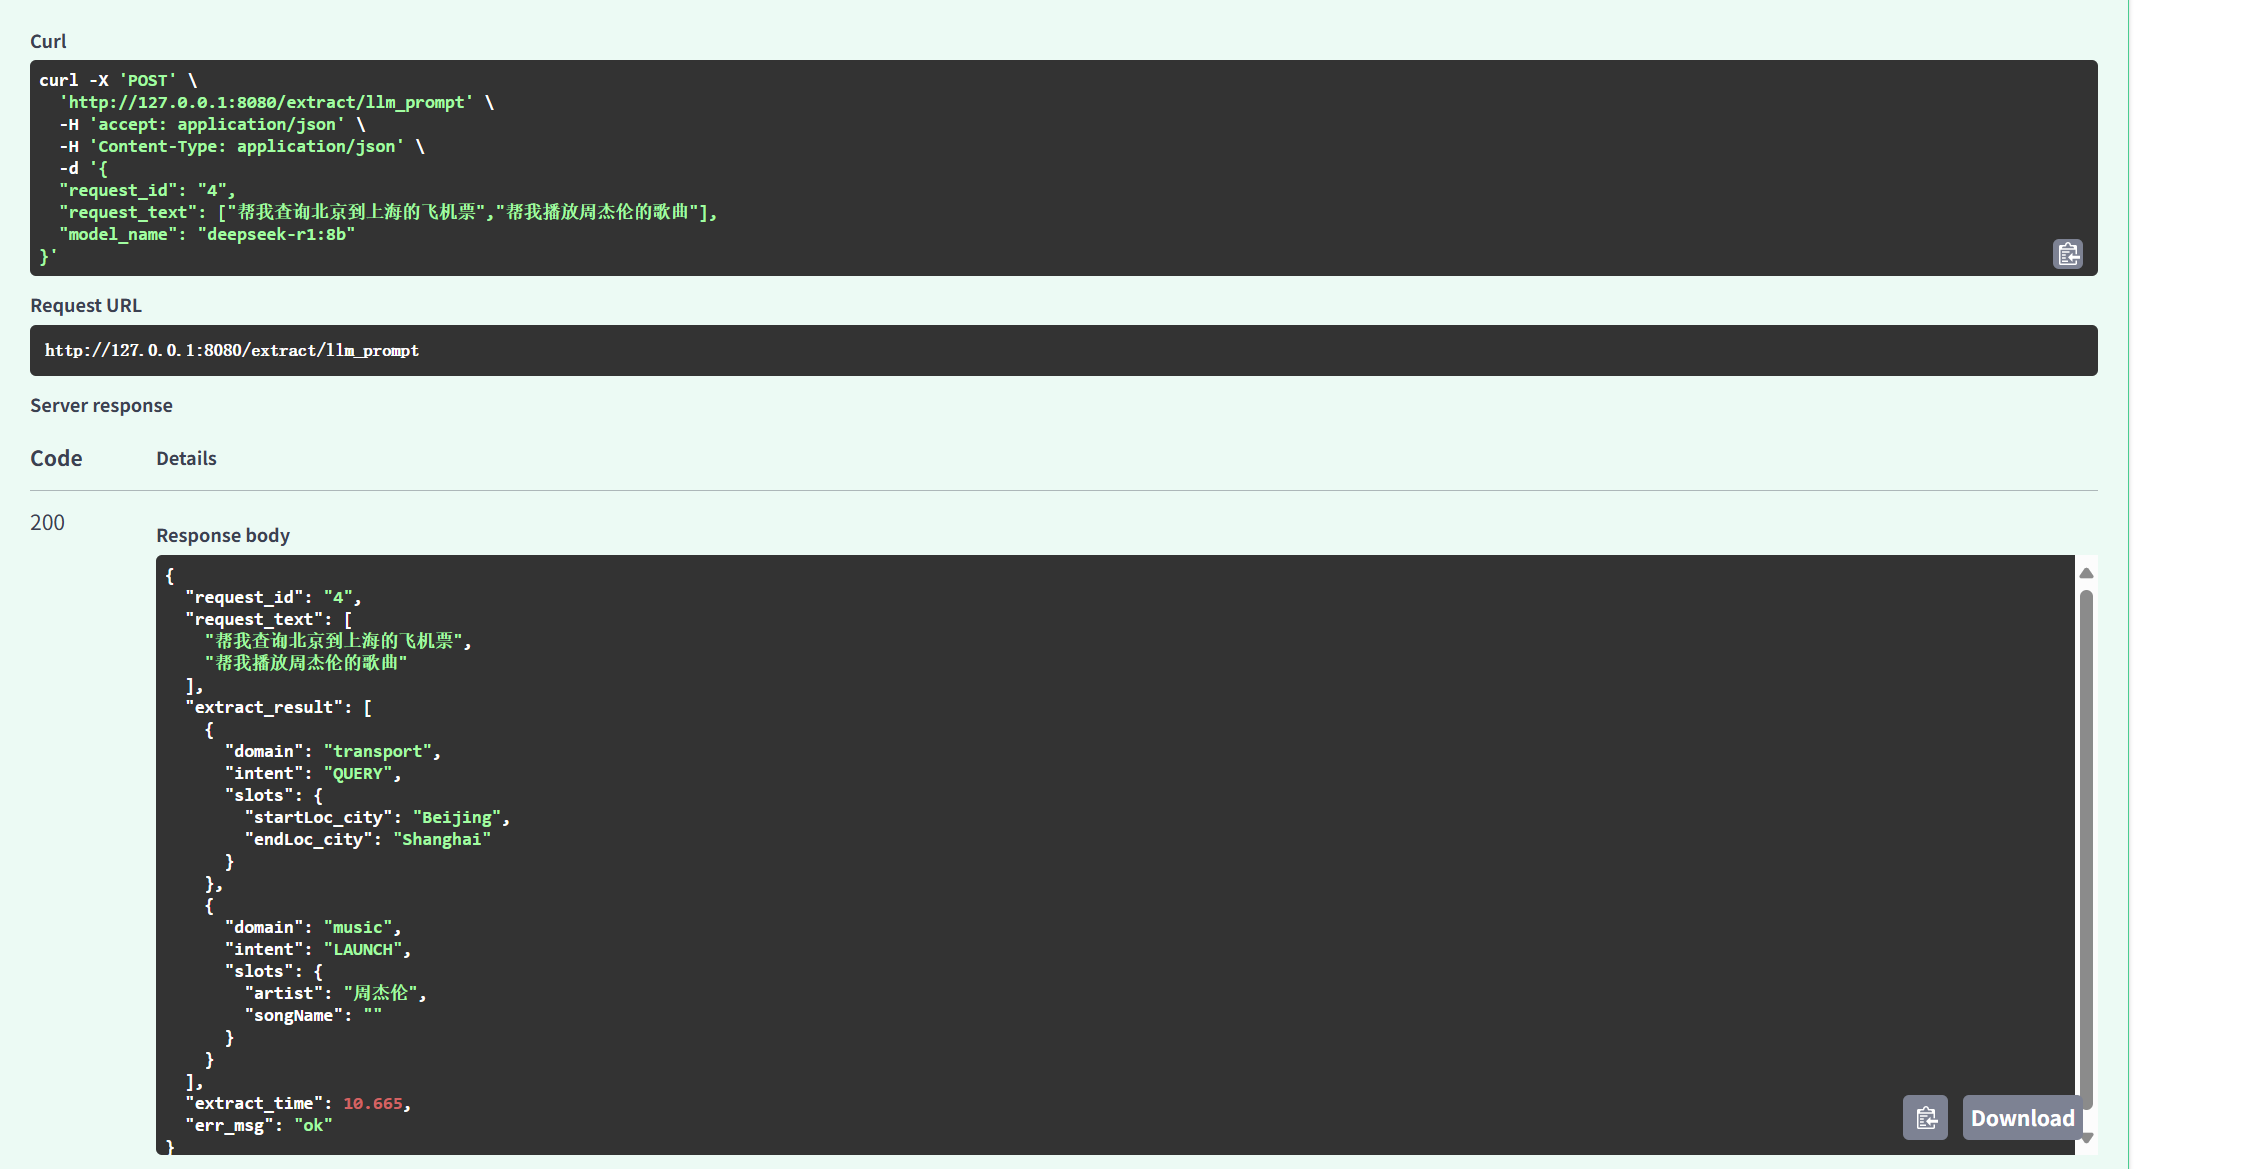 Curl
curl -X 'POST' \
  'http://127.0.0.1:8080/extract/llm_prompt' \
  -H 'accept: application/json' \
  -H 'Content-Type: application/json' \
  -d '{
  "request_id": "4",
  "request_text": ["帮我查询北京到上海的飞机票","帮我播放周杰伦的歌曲"],
  "model_name": "deepseek-r1:8b"
}'
Request URL
http://127.0.0.1:8080/extract/llm_prompt
Server response
Code Details
200
Response body
{
  "request_id": "4",
  "request_text": [
    "帮我查询北京到上海的飞机票",
    "帮我播放周杰伦的歌曲"
  ],
  "extract_result": [
    {
      "domain": "transport",
      "intent": "QUERY",
      "slots": {
        "startLoc_city": "Beijing",
        "endLoc_city": "Shanghai"
      }
    },
    {
      "domain": "music",
      "intent": "LAUNCH",
      "slots": {
        "artist": "周杰伦",
        "songName": ""
      }
    }
  ],
  "extract_time": 10.665,
  "err_msg": "ok"
}
Download